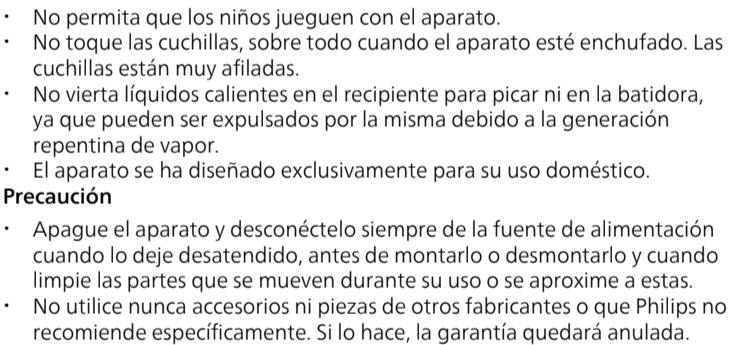 · No permita que los niños jueguen con el aparato.
· No toque las cuchillas, sobre todo cuando el aparato esté enchufado. Las
cuchillas están muy afiladas.
· No vierta líquidos calientes en el recipiente para picar ni en la batidora,
ya que pueden ser expulsados por la misma debido a la generación
repentina de vapor.
· El aparato se ha diseñado exclusivamente para su uso doméstico.
Precaución
· Apague el aparato y desconéctelo siempre de la fuente de alimentación
cuando lo deje desatendido, antes de montarlo o desmontarlo y cuando
limpie las partes que se mueven durante su uso o se aproxime a estas.
· No utilice nunca accesorios ni piezas de otros fabricantes o que Philips no
recomiende específicamente. Si lo hace, la garantía quedará anulada.